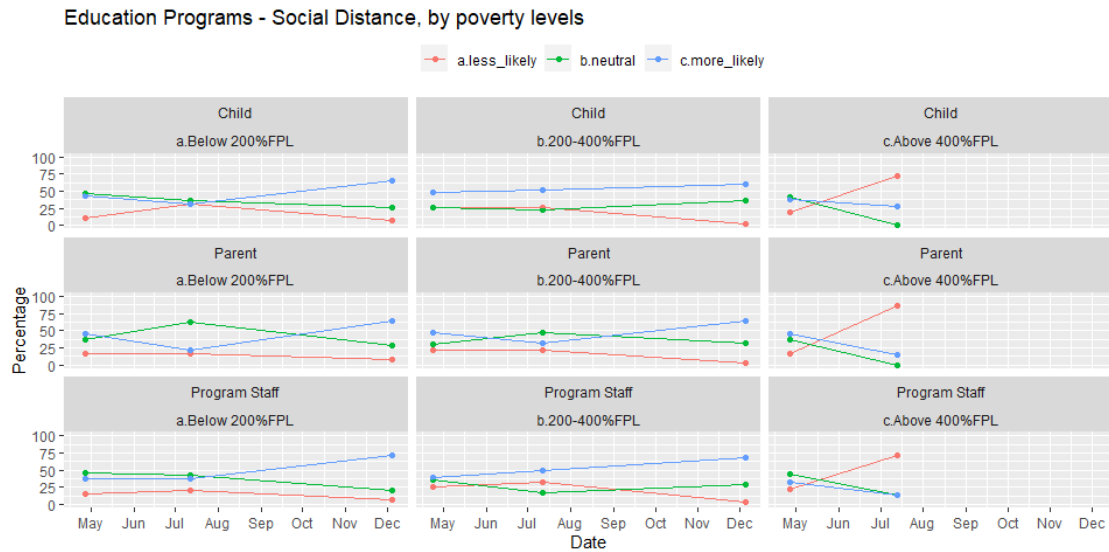 Education Programs - Social Distance, by poverty levels
a.less_likely b.neutral c.more_likely
Child Child Child
a.Below 200%FPL b.200-400%FPL c.Above 400%FPL
100
75
50
25
0
Parent Parent Parent
a.Below 200%FPL b.200-400%FPL c.Above 400%FPL
100
75
50
25
0
Percentage
Program Staff Program Staff Program Staff
a.Below 200%FPL b.200-400%FPL c.Above 400%FPL
100
75
50
25
0
May Jun Jul Aug Sep Oct Nov Dec May Jun Jul Aug Sep Oct Nov Dec May Jun Jul Aug Sep Oct Nov Dec
Date